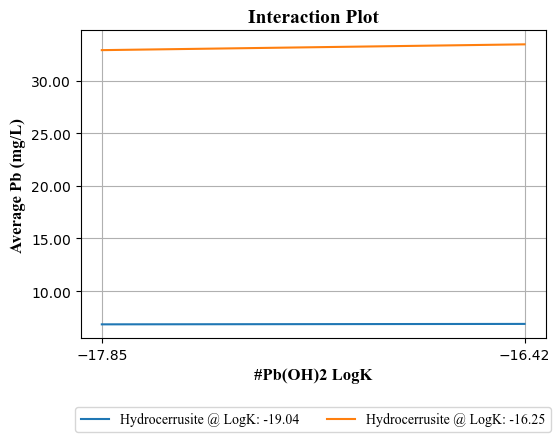 Interaction Plot
Average Pb (mg/L)
30.00
25.00
20.00
15.00
10.00
−17.85
−16.42
#Pb(OH)2 LogK
Hydrocerrusite @ LogK: -19.04
Hydrocerrusite @ LogK: -16.25